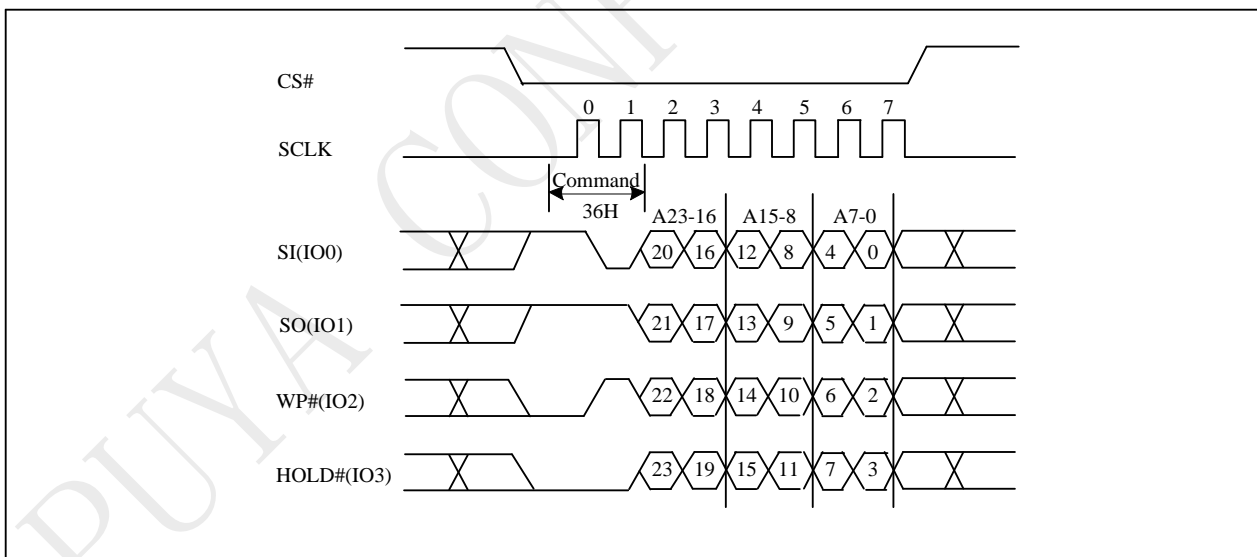 PUYA CONF
CS#
0 1 2 3 4 5 6 7
SCLK
Command
36H
A23-16 A15-8 A7-0
SI(IO0) 20 16 12 8 4 0
SO(IO1) 21 17 13 9 5 1
WP#(IO2) 22 18 14 10 6 2
HOLD#(IO3) 23 19 15 11 7 3